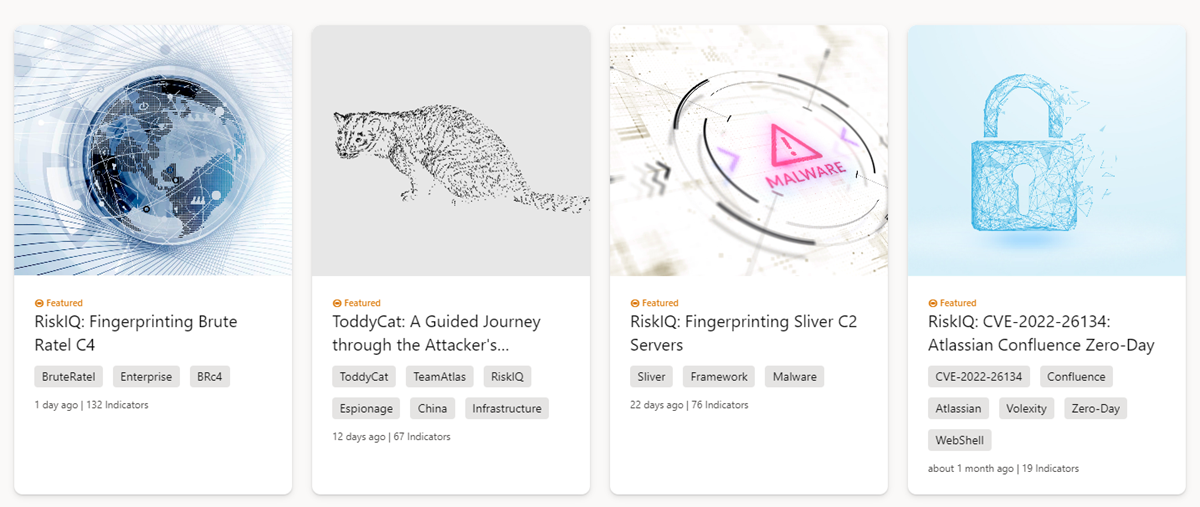 Featured
RiskIQ: Fingerprinting Brute
Ratel C4
BruteRatel Enterprise BRc4
1 day ago | 132 Indicators
Featured
ToddyCat: A Guided Journey
through the Attacker's...
ToddyCat TeamAtlas RiskIQ
Espionage China Infrastructure
12 days ago | 67 Indicators
MALWARE
Featured
RiskIQ: Fingerprinting Sliver C2
Servers
Sliver Framework Malware
22 days ago | 76 Indicators
Featured
RiskIQ: CVE-2022-26134:
Atlassian Confluence Zero-Day
CVE-2022-26134 Confluence
Atlassian Volexity Zero-Day
WebShell
about 1 month ago | 19 Indicators